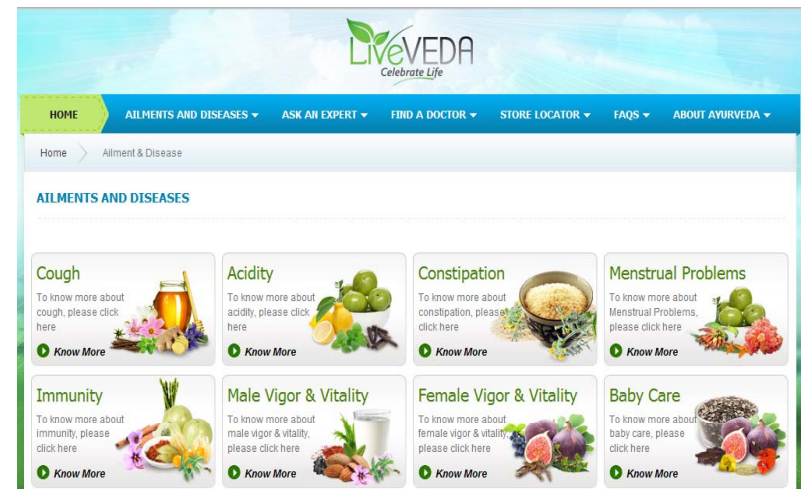 LiveVEDA
Celebrate Life
HOME AILMENTS AND DISEASES ASK AN EXPERT FIND A DOCTOR STORE LOCATOR FAQS ABOUT AYURVEDA
Home Ailment & Disease
AILMENTS AND DISEASES
Cough
To know more about
cough, please click
here
Know More
Acidity
To know more about
acidity, please click
here
Know More
Constipation
To know more about
constipation, please
click here
Know More
Menstrual Problems
To know more about
Menstrual Problems,
please click here
Know More
Immunity
To know more about
immunity, please
click here
Know More
Male Vigor & Vitality
To know more about
male vigor & vitality,
please click here
Know More
Female Vigor & Vitality
To know more about
female vigor & vitality,
please click here
Know More
Baby Care
To know more about
baby care, please
click here
Know More